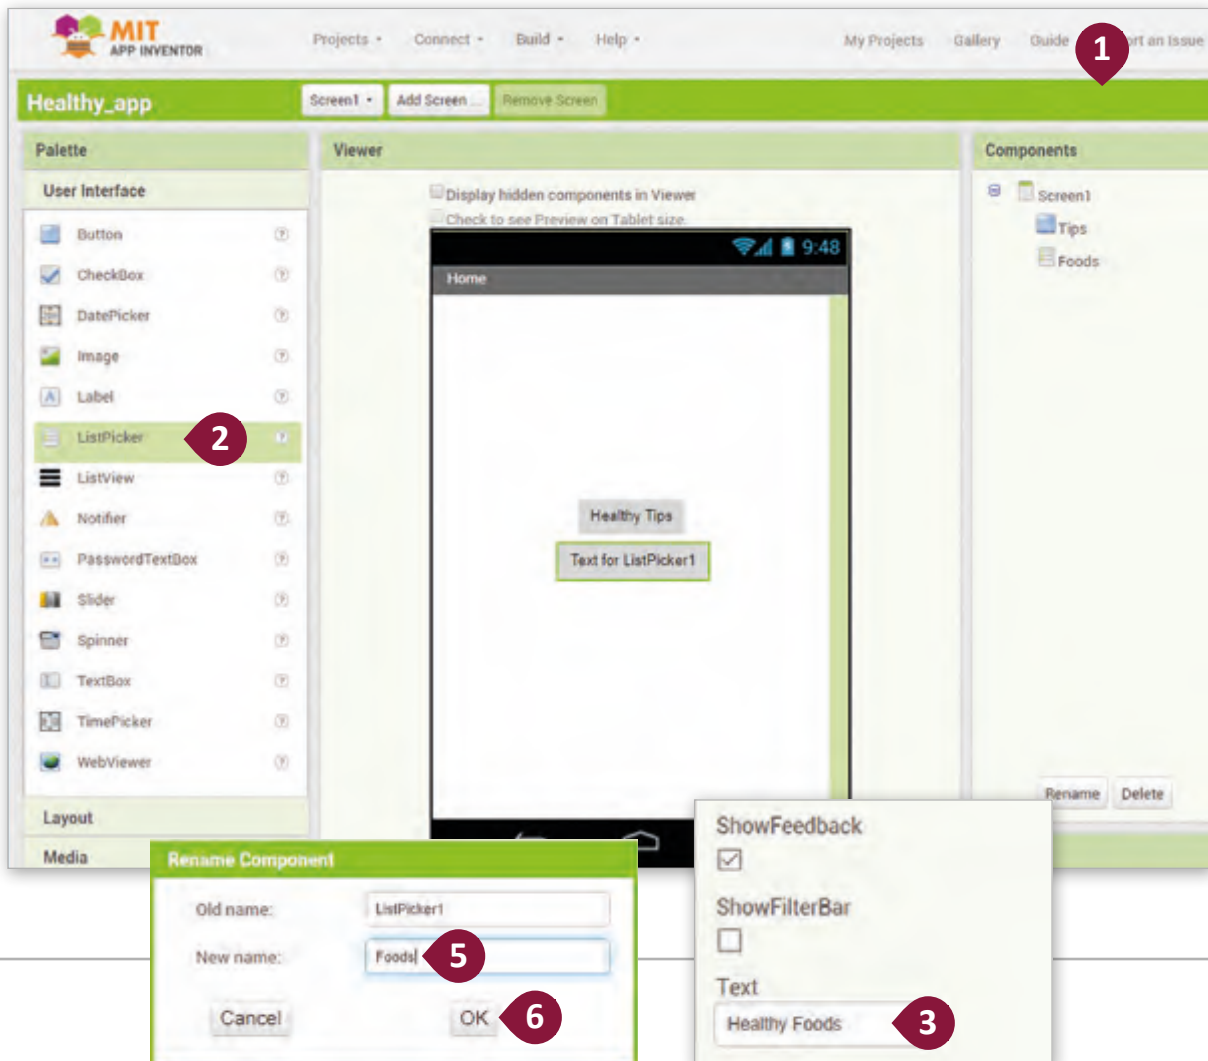 MIT
APP INVENTOR
Projects Connect Build Help My Projects Gallery Guide ort an Issue
1
Healthy_app Screen1 Add Screen ... Remove Screen
Palette Viewer Components
User Interface
Display hidden components in Viewer
Check to see Preview on Tablet size.
Screen1
Tips
Foods
Button ?
CheckBox ?
DatePicker ?
Image ?
Label ?
ListPicker 2 ?
ListView ?
Notifier ?
PasswordTextBox ?
Slider ?
Spinner ?
TextBox ?
TimePicker ?
WebViewer ?
Layout
Media
9:48
Home
Healthy Tips
Text for ListPicker1
Rename Delete
Rename Component
Old name: ListPicker1
New name: Foods 5
Cancel OK 6
ShowFeedback
ShowFilterBar
Text
Healthy Foods 3